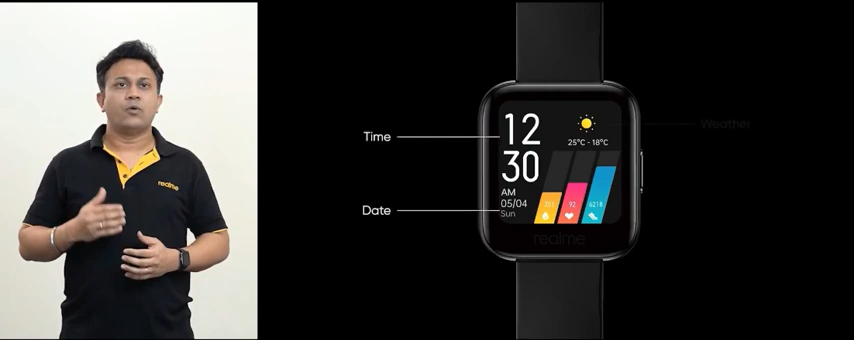 realme
Time
Date
Weather
12
30
AM
05/04
Sun
25°C - 18°C
92
6218
realme